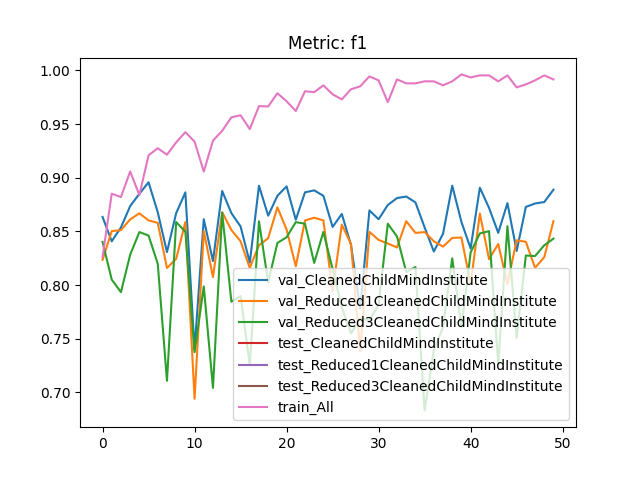 Metric: f1
1.00
0.95
0.90
0.85
0.80
0.75
0.70
val_CleanedChildMindInstitute
val_Reduced1CleanedChildMindInstitute
val_Reduced3CleanedChildMindInstitute
test_CleanedChildMindInstitute
test_Reduced1CleanedChildMindInstitute
test_Reduced3CleanedChildMindInstitute
train_All
0 10 20 30 40 50